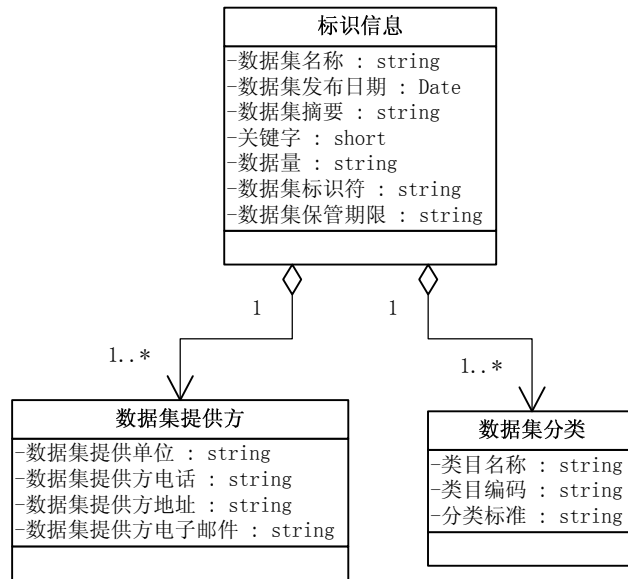 标识信息
-数据集名称 : string
-数据集发布日期 : Date
-数据集摘要 : string
-关键字 : short
-数据量 : string
-数据集标识符 : string
-数据集保管期限 : string
1
1
1..*
1..*
数据集提供方
-数据集提供单位 : string
-数据集提供方电话 : string
-数据集提供方地址 : string
-数据集提供方电子邮件 : string
数据集分类
-类目名称 : string
-类目编码 : string
-分类标准 : string